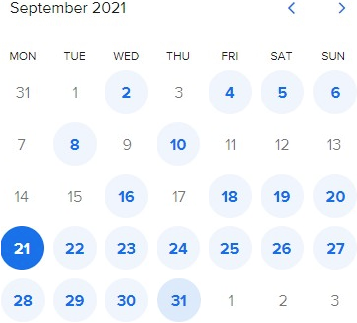 September 2021
MON TUE WED THU FRI SAT SUN
31 1 2 3 4 5 6
7 8 9 10 11 12 13
14 15 16 17 18 19 20
21 22 23 24 25 26 27
28 29 30 31 1 2 3